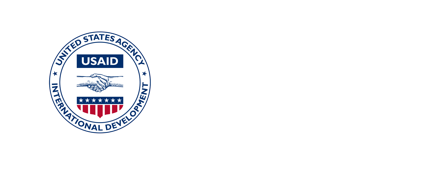 UNITED STATES AGENCY
USAID
INTERNATIONAL DEVELOPMENT